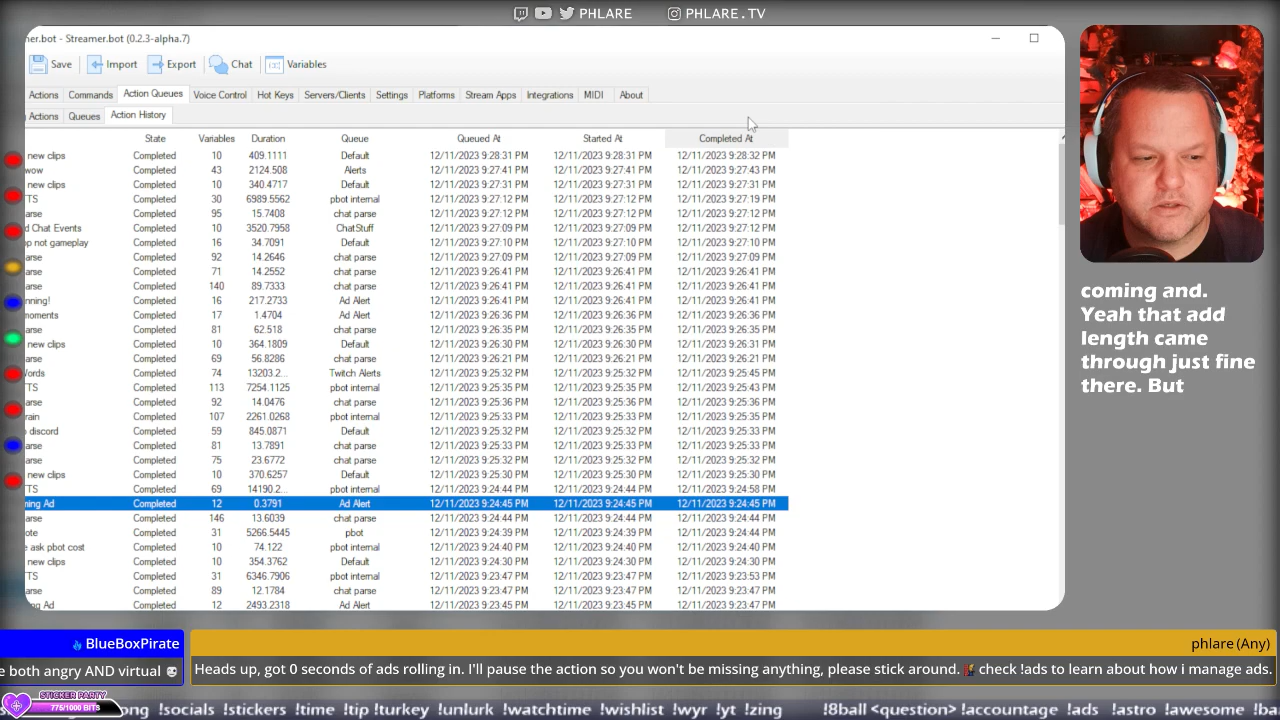 PHLARE PHLARE.TV
er.bot - Streamer.bot (0.2.3-alpha.7)
Save Import Export Chat Variables
Actions Commands Action Queues Voice Control Hot Keys Servers/Clients Settings Platforms Stream Apps Integrations MIDI About
Actions Queues Action History
State Variables Duration Queue Queued At Started At Completed At
new clips Completed 10 409.1111 Default 12/11/2023 9:28:31 PM 12/11/2023 9:28:31 PM 12/11/2023 9:28:32 PM
wow Completed 43 2124.508 Alerts 12/11/2023 9:27:41 PM 12/11/2023 9:27:41 PM 12/11/2023 9:27:43 PM
new clips Completed 10 340.4717 Default 12/11/2023 9:27:31 PM 12/11/2023 9:27:31 PM 12/11/2023 9:27:31 PM
TS Completed 30 6989.5562 pbot internal 12/11/2023 9:27:12 PM 12/11/2023 9:27:12 PM 12/11/2023 9:27:19 PM
arse Completed 95 15.7408 chat parse 12/11/2023 9:27:12 PM 12/11/2023 9:27:12 PM 12/11/2023 9:27:12 PM
d Chat Events Completed 10 3520.7958 ChatStuff 12/11/2023 9:27:09 PM 12/11/2023 9:27:09 PM 12/11/2023 9:27:12 PM
p not gameplay Completed 16 34.7091 Default 12/11/2023 9:27:10 PM 12/11/2023 9:27:10 PM 12/11/2023 9:27:10 PM
arse Completed 92 14.2646 chat parse 12/11/2023 9:27:09 PM 12/11/2023 9:27:09 PM 12/11/2023 9:27:09 PM
arse Completed 71 14.2552 chat parse 12/11/2023 9:26:41 PM 12/11/2023 9:26:41 PM 12/11/2023 9:26:41 PM
arse Completed 140 89.7333 chat parse 12/11/2023 9:26:41 PM 12/11/2023 9:26:41 PM 12/11/2023 9:26:41 PM
nning! Completed 16 217.2733 Ad Alert 12/11/2023 9:26:41 PM 12/11/2023 9:26:41 PM 12/11/2023 9:26:41 PM
moments Completed 17 1.4704 Ad Alert 12/11/2023 9:26:36 PM 12/11/2023 9:26:36 PM 12/11/2023 9:26:36 PM
arse Completed 81 62.518 chat parse 12/11/2023 9:26:35 PM 12/11/2023 9:26:35 PM 12/11/2023 9:26:35 PM
new clips Completed 10 364.1809 Default 12/11/2023 9:26:30 PM 12/11/2023 9:26:30 PM 12/11/2023 9:26:31 PM
arse Completed 69 56.8286 chat parse 12/11/2023 9:26:21 PM 12/11/2023 9:26:21 PM 12/11/2023 9:26:21 PM
Words Completed 74 13203.2... Twitch Alerts 12/11/2023 9:25:32 PM 12/11/2023 9:25:32 PM 12/11/2023 9:25:45 PM
TS Completed 113 7254.1125 pbot internal 12/11/2023 9:25:36 PM 12/11/2023 9:25:36 PM 12/11/2023 9:25:43 PM
arse Completed 92 14.0476 chat parse 12/11/2023 9:25:36 PM 12/11/2023 9:25:36 PM 12/11/2023 9:25:36 PM
rain Completed 107 2261.0268 pbot internal 12/11/2023 9:25:33 PM 12/11/2023 9:25:33 PM 12/11/2023 9:25:36 PM
discord Completed 59 845.0871 Default 12/11/2023 9:25:33 PM 12/11/2023 9:25:33 PM 12/11/2023 9:25:33 PM
arse Completed 81 13.7891 chat parse 12/11/2023 9:25:33 PM 12/11/2023 9:25:33 PM 12/11/2023 9:25:33 PM
arse Completed 75 23.6772 chat parse 12/11/2023 9:25:32 PM 12/11/2023 9:25:32 PM 12/11/2023 9:25:32 PM
new clips Completed 10 370.6257 Default 12/11/2023 9:25:30 PM 12/11/2023 9:25:30 PM 12/11/2023 9:25:30 PM
TS Completed 69 14190.2... pbot internal 12/11/2023 9:24:44 PM 12/11/2023 9:24:44 PM 12/11/2023 9:24:58 PM
ming Ad Completed 12 0.3791 Ad Alert 12/11/2023 9:24:45 PM 12/11/2023 9:24:45 PM 12/11/2023 9:24:45 PM
arse Completed 146 13.6039 chat parse 12/11/2023 9:24:44 PM 12/11/2023 9:24:44 PM 12/11/2023 9:24:44 PM
ote Completed 31 5266.5445 pbot 12/11/2023 9:24:39 PM 12/11/2023 9:24:39 PM 12/11/2023 9:24:44 PM
e ask pbot cost Completed 10 74.122 pbot internal 12/11/2023 9:24:40 PM 12/11/2023 9:24:40 PM 12/11/2023 9:24:40 PM
new clips Completed 10 354.3762 Default 12/11/2023 9:24:30 PM 12/11/2023 9:24:30 PM 12/11/2023 9:24:30 PM
TS Completed 31 6346.7906 pbot internal 12/11/2023 9:23:47 PM 12/11/2023 9:23:47 PM 12/11/2023 9:23:53 PM
arse Completed 89 12.1784 chat parse 12/11/2023 9:23:47 PM 12/11/2023 9:23:47 PM 12/11/2023 9:23:47 PM
ng Ad Completed 12 2493.2318 Ad Alert 12/11/2023 9:23:45 PM 12/11/2023 9:23:45 PM 12/11/2023 9:23:47 PM
coming and.
Yeah that add
length came
through just fine
there. But
BlueBoxPirate
e both angry AND virtual
phlare (Any)
Heads up, got 0 seconds of ads rolling in. I'll pause the action so you won't be missing anything, please stick around. check !ads to learn about how i manage ads.
STICKER PARTY
775/1000 BITS
ong !socials !stickers !time !tip !turkey !unlurk !watchtime !wishlist !wyr !yt !zing !8ball <question> !accountage !ads !astro !awesome !ba